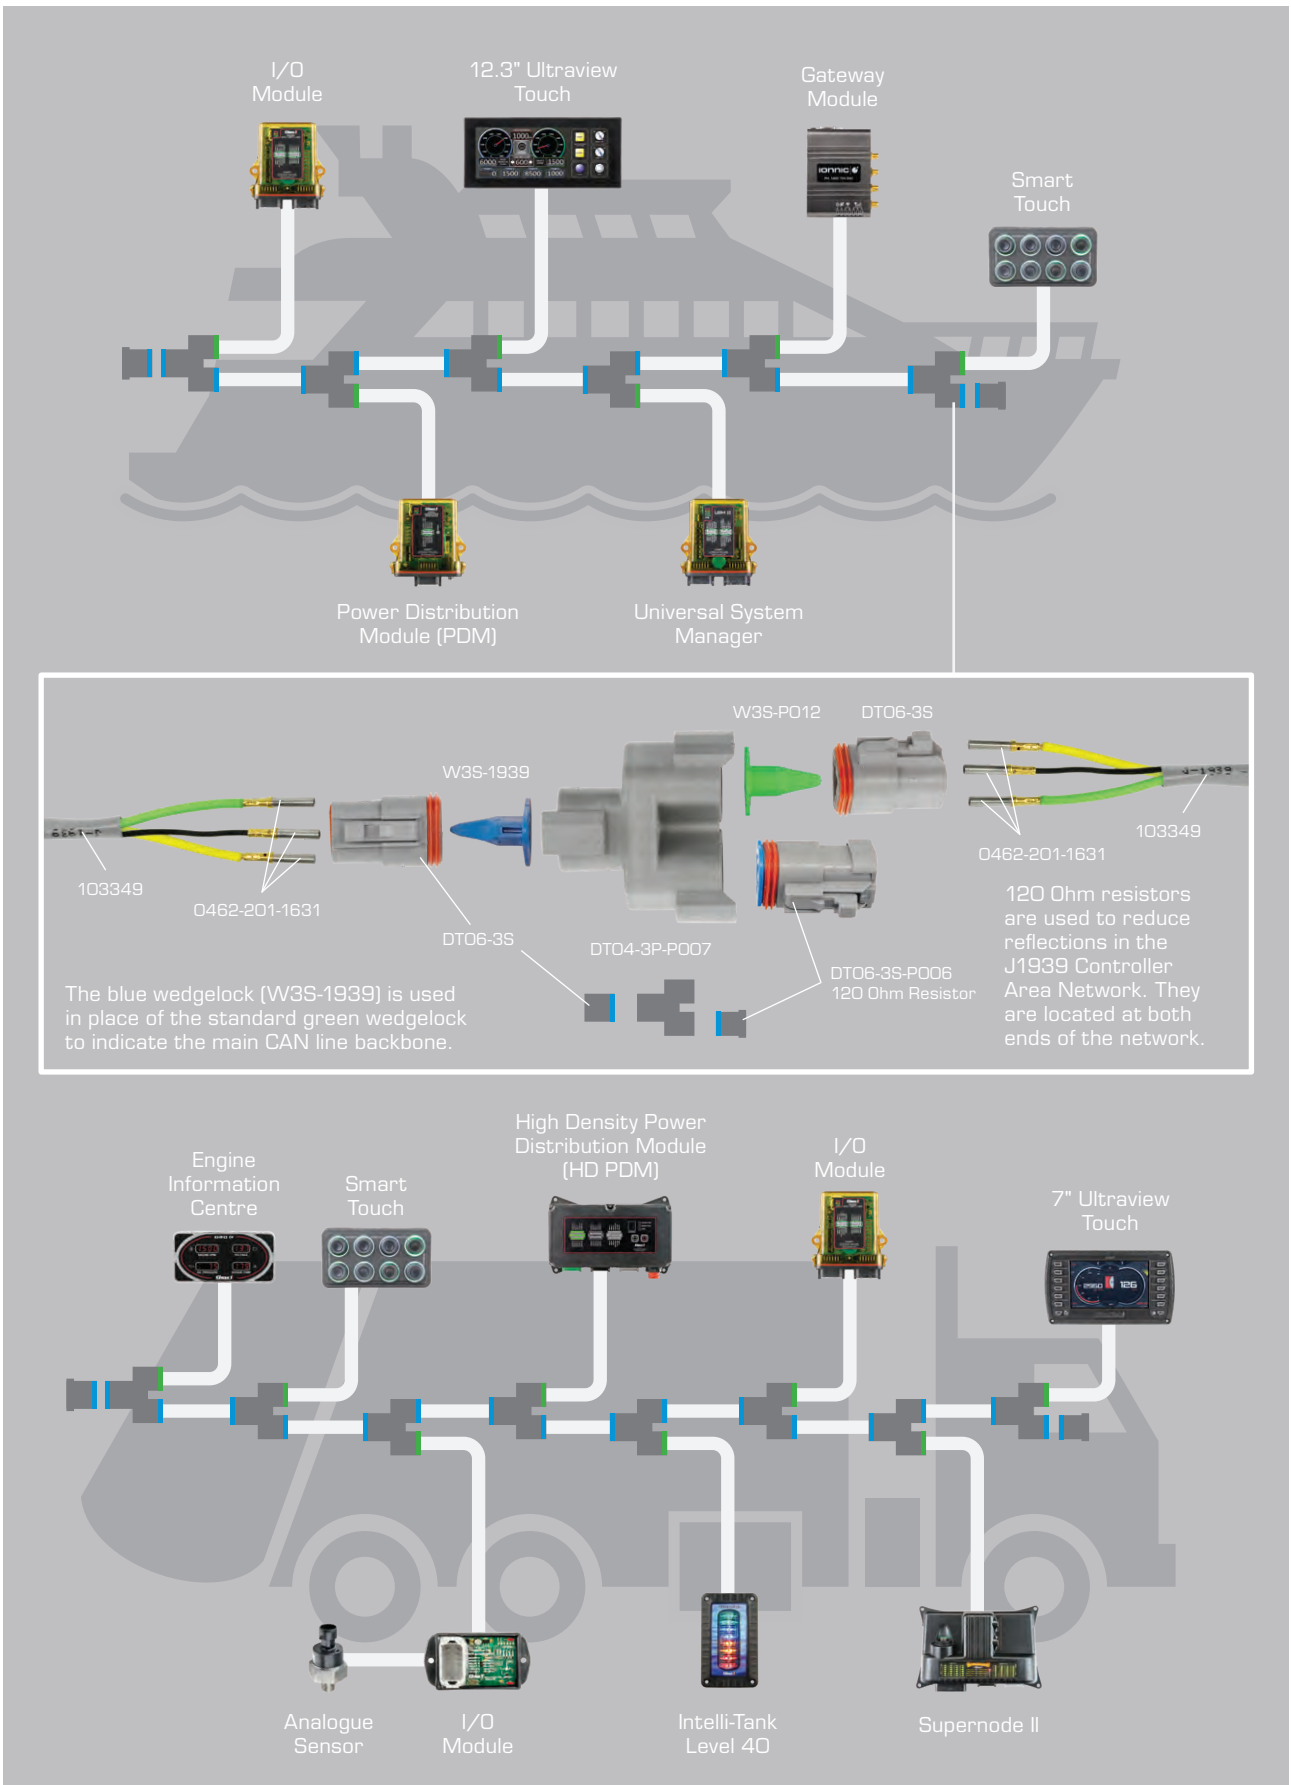 I/O
Module
12.3" Ultraview
Touch
Gateway
Module
Smart
Touch
IONNIC
Power Distribution
Module (PDM)
Universal System
Manager
W3S-1939
W3S-P012
DT06-3S
J-1939
103349
0462-201-1631
103349
0462-201-1631
DT06-3S
DT04-3P-P007
DT06-3S-P006
120 Ohm Resistor
The blue wedgelock (W3S-1939) is used
in place of the standard green wedgelock
to indicate the main CAN line backbone.
120 Ohm resistors
are used to reduce
reflections in the
J1939 Controller
Area Network. They
are located at both
ends of the network.
Engine
Information
Centre
Smart
Touch
High Density Power
Distribution Module
(HD PDM)
I/O
Module
7" Ultraview
Touch
2950
126
Analogue
Sensor
I/O
Module
Intelli-Tank
Level 40
Supernode II